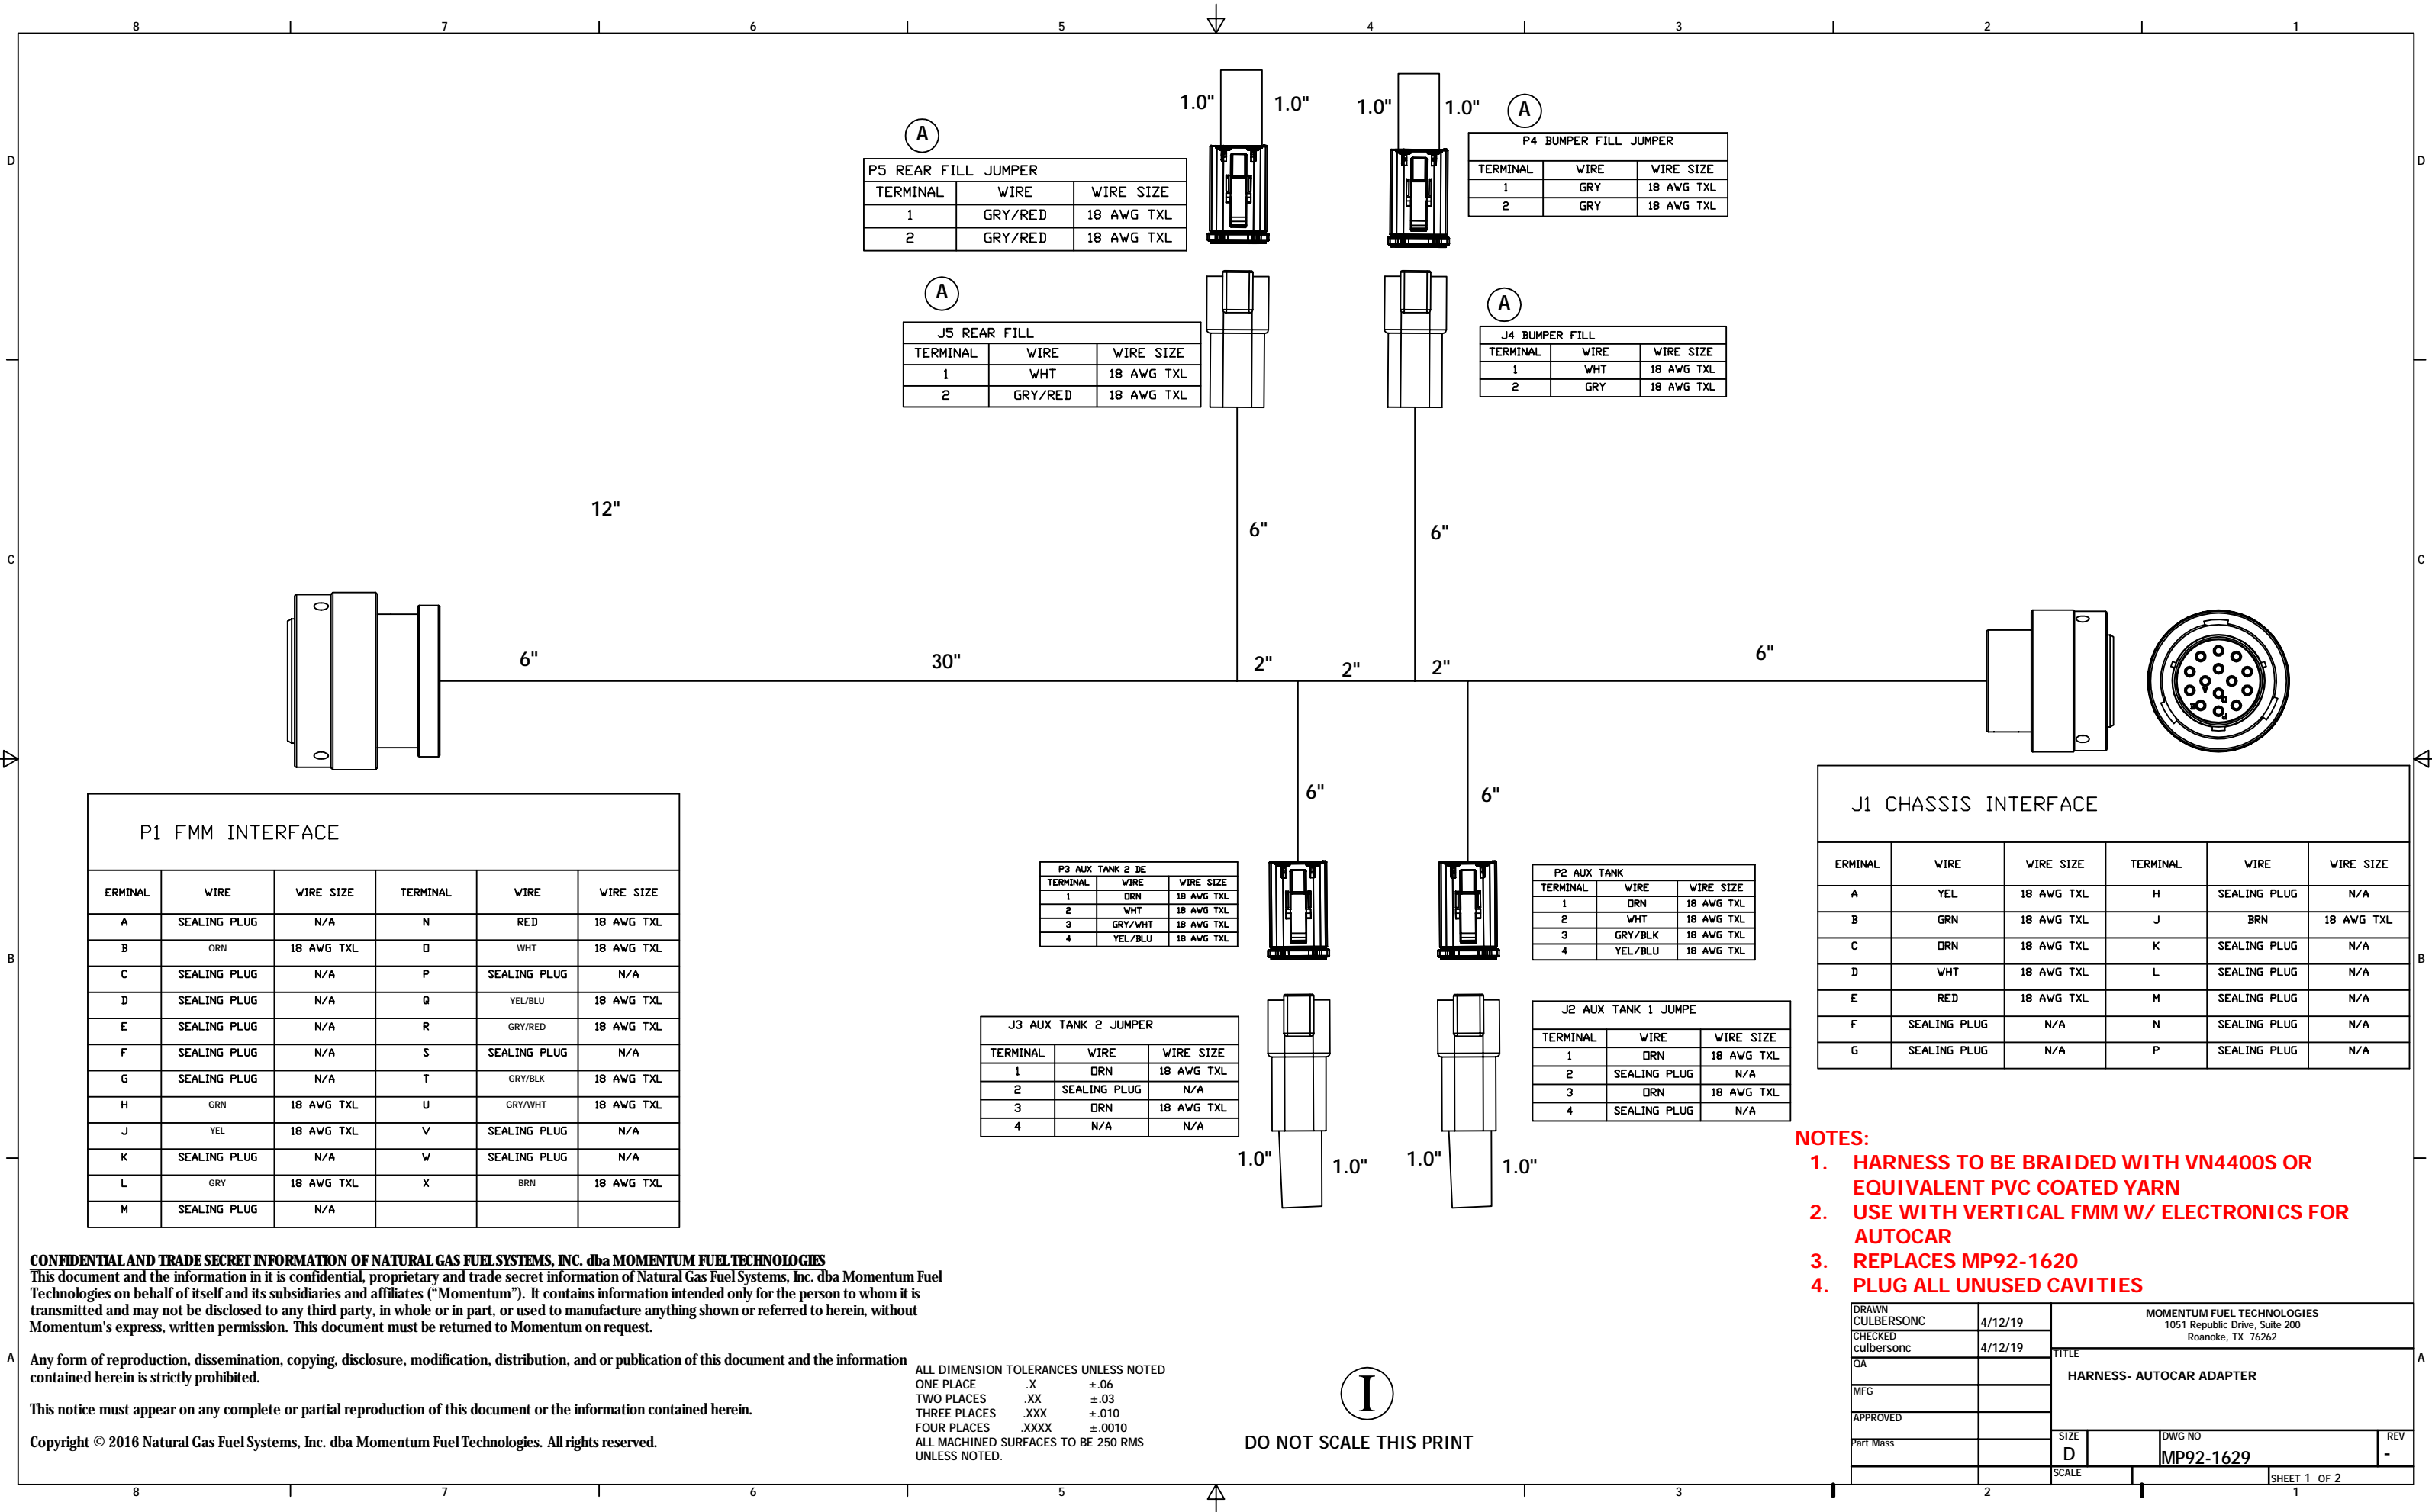 8 7 6 5 4 3 2 1
D D
C C
B B
A A
1.0" 1.0" 1.0" 1.0"
A
P5 REAR FILL JUMPER
TERMINAL WIRE WIRE SIZE
1 GRY/RED 18 AWG TXL
2 GRY/RED 18 AWG TXL
A
P4 BUMPER FILL JUMPER
TERMINAL WIRE WIRE SIZE
1 GRY 18 AWG TXL
2 GRY 18 AWG TXL
A
J5 REAR FILL
TERMINAL WIRE WIRE SIZE
1 WHT 18 AWG TXL
2 GRY/RED 18 AWG TXL
A
J4 BUMPER FILL
TERMINAL WIRE WIRE SIZE
1 WHT 18 AWG TXL
2 GRY 18 AWG TXL
12"
6" 6"
6" 30" 2" 2" 2" 6"
6" 6"
P1 FMM INTERFACE
ERMINAL WIRE WIRE SIZE TERMINAL WIRE WIRE SIZE
A SEALING PLUG N/A N RED 18 AWG TXL
B ORN 18 AWG TXL O WHT 18 AWG TXL
C SEALING PLUG N/A P SEALING PLUG N/A
D SEALING PLUG N/A Q YEL/BLU 18 AWG TXL
E SEALING PLUG N/A R GRY/RED 18 AWG TXL
F SEALING PLUG N/A S SEALING PLUG N/A
G SEALING PLUG N/A T GRY/BLK 18 AWG TXL
H GRN 18 AWG TXL U GRY/WHT 18 AWG TXL
J YEL 18 AWG TXL V SEALING PLUG N/A
K SEALING PLUG N/A W SEALING PLUG N/A
L GRY 18 AWG TXL X BRN 18 AWG TXL
M SEALING PLUG N/A
P3 AUX TANK 2 DE
TERMINAL WIRE WIRE SIZE
1 ORN 18 AWG TXL
2 WHT 18 AWG TXL
3 GRY/WHT 18 AWG TXL
4 YEL/BLU 18 AWG TXL
P2 AUX TANK
TERMINAL WIRE WIRE SIZE
1 ORN 18 AWG TXL
2 WHT 18 AWG TXL
3 GRY/BLK 18 AWG TXL
4 YEL/BLU 18 AWG TXL
J3 AUX TANK 2 JUMPER
TERMINAL WIRE WIRE SIZE
1 ORN 18 AWG TXL
2 SEALING PLUG N/A
3 ORN 18 AWG TXL
4 N/A N/A
J2 AUX TANK 1 JUMPE
TERMINAL WIRE WIRE SIZE
1 ORN 18 AWG TXL
2 SEALING PLUG N/A
3 ORN 18 AWG TXL
4 SEALING PLUG N/A
1.0" 1.0" 1.0" 1.0"
J1 CHASSIS INTERFACE
ERMINAL WIRE WIRE SIZE TERMINAL WIRE WIRE SIZE
A YEL 18 AWG TXL H SEALING PLUG N/A
B GRN 18 AWG TXL J BRN 18 AWG TXL
C ORN 18 AWG TXL K SEALING PLUG N/A
D WHT 18 AWG TXL L SEALING PLUG N/A
E RED 18 AWG TXL M SEALING PLUG N/A
F SEALING PLUG N/A N SEALING PLUG N/A
G SEALING PLUG N/A P SEALING PLUG N/A
NOTES:
1. HARNESS TO BE BRAIDED WITH VN4400S OR
EQUIVALENT PVC COATED YARN
2. USE WITH VERTICAL FMM W/ ELECTRONICS FOR
AUTOCAR
3. REPLACES MP92-1620
4. PLUG ALL UNUSED CAVITIES
CONFIDENTIAL AND TRADE SECRET INFORMATION OF NATURAL GAS FUEL SYSTEMS, INC. dba MOMENTUM FUEL TECHNOLOGIES
This document and the information in it is confidential, proprietary and trade secret information of Natural Gas Fuel Systems, Inc. dba Momentum Fuel
Technologies on behalf of itself and its subsidiaries and affiliates (“Momentum”). It contains information intended only for the person to whom it is
transmitted and may not be disclosed to any third party, in whole or in part, or used to manufacture anything shown or referred to herein, without
Momentum's express, written permission. This document must be returned to Momentum on request.
Any form of reproduction, dissemination, copying, disclosure, modification, distribution, and or publication of this document and the information
contained herein is strictly prohibited.
This notice must appear on any complete or partial reproduction of this document or the information contained herein.
Copyright © 2016 Natural Gas Fuel Systems, Inc. dba Momentum Fuel Technologies. All rights reserved.
ALL DIMENSION TOLERANCES UNLESS NOTED
ONE PLACE .X ±.06
TWO PLACES .XX ±.03
THREE PLACES .XXX ±.010
FOUR PLACES .XXXX ±.0010
ALL MACHINED SURFACES TO BE 250 RMS
UNLESS NOTED.
I
DO NOT SCALE THIS PRINT
DRAWN
CULBERSONC 4/12/19
CHECKED
culbersonc 4/12/19
QA
MFG
APPROVED
Part Mass
MOMENTUM FUEL TECHNOLOGIES
1051 Republic Drive, Suite 200
Roanoke, TX 76262
TITLE
HARNESS- AUTOCAR ADAPTER
SIZE
D
DWG NO
MP92-1629
REV
-
SCALE
SHEET 1 OF 2
8 7 6 5 3 2 1